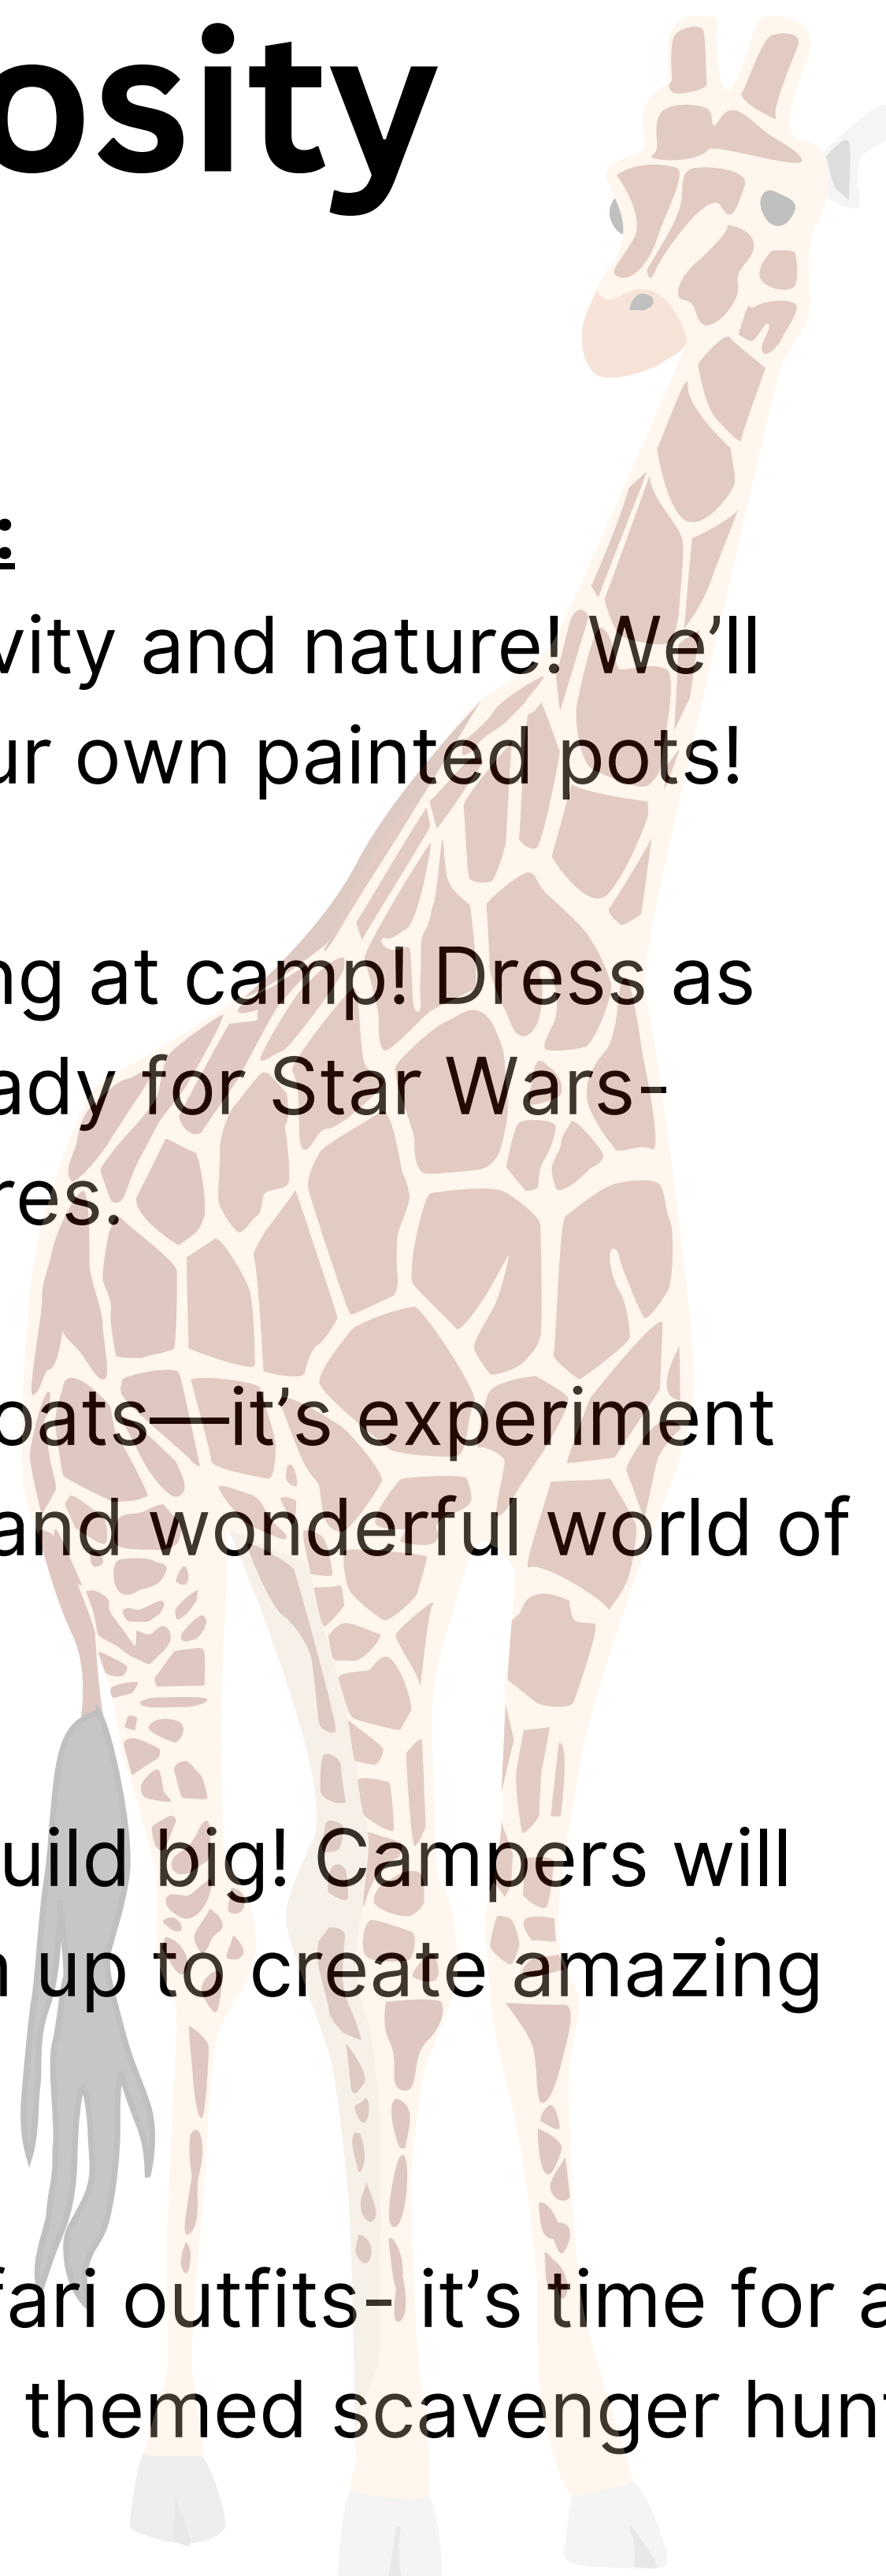 osity
:
vity and nature! We’ll
ur own painted pots!
ng at camp! Dress as
ady for Star Wars-
res.
oats—it’s experiment
and wonderful world of
uild big! Campers will
up to create amazing
fari outfits- it’s time for a
themed scavenger hunt